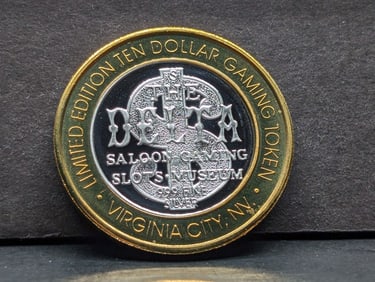 LIMITED EDITION TEN DOLLAR GAMING TOKEN
THE
DELTA
SALOON GAMING
SLOTS MUSEUM
.999 FINE
SILVER
• VIRGINIA CITY, NV. •